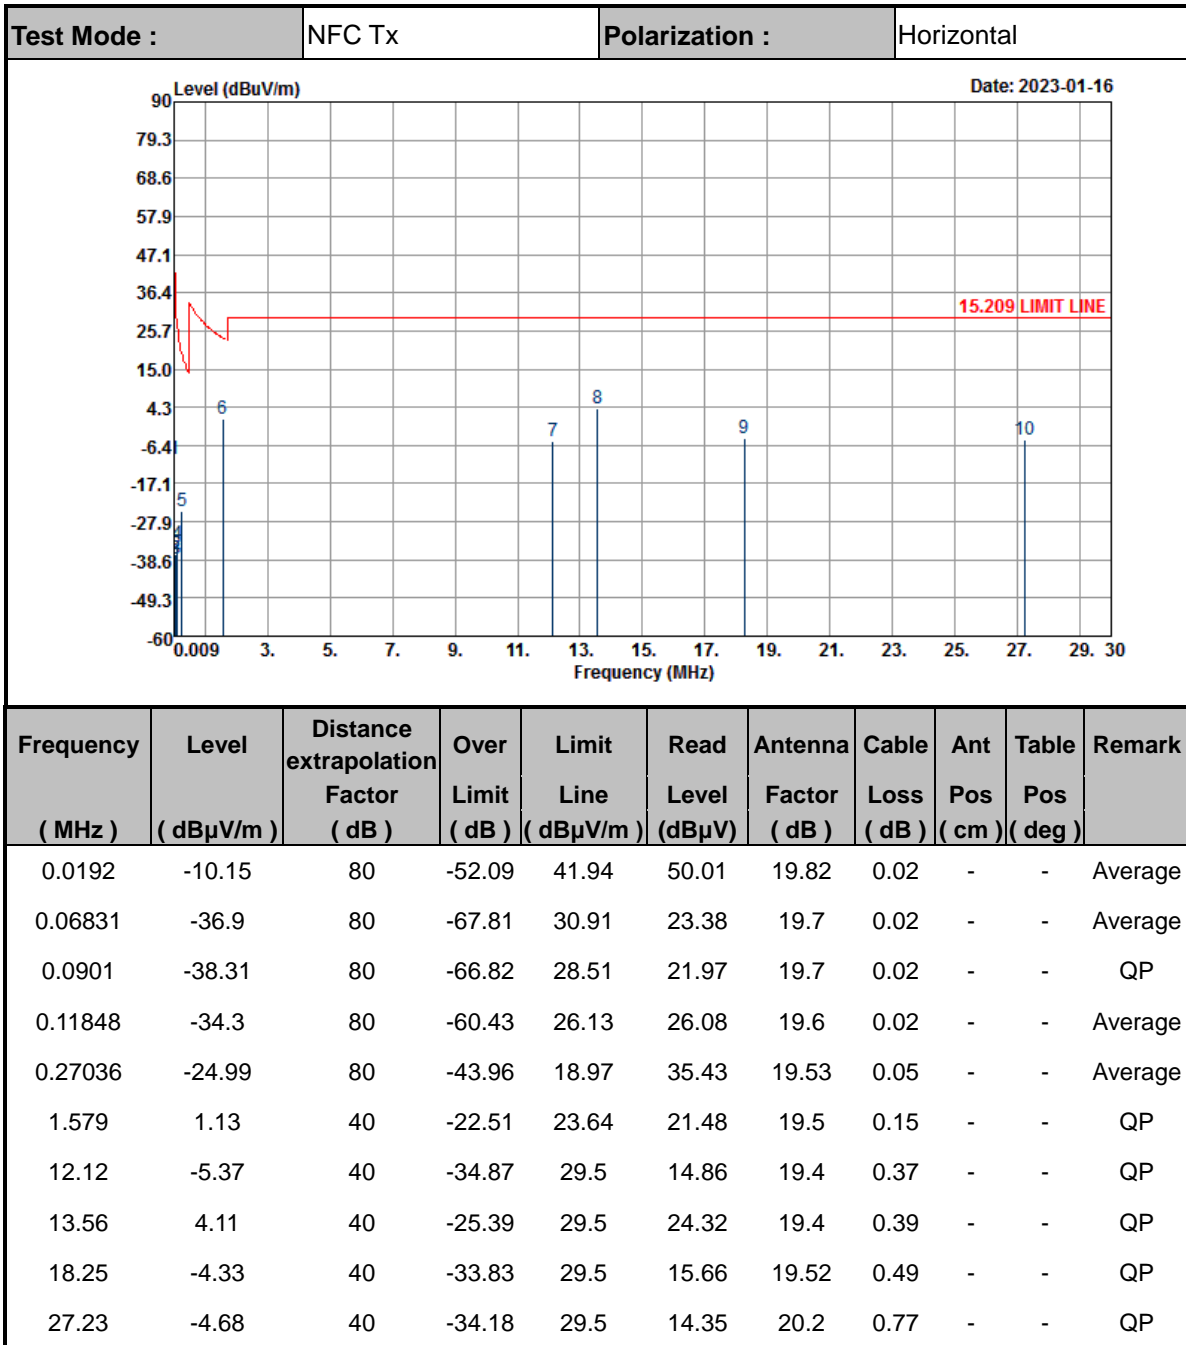 Test Mode : NFC Tx Polarization : Horizontal
Level (dBuV/m) Date: 2023-01-16
90
79.3
68.6
57.9
47.1
36.4
15.209 LIMIT LINE
25.7
15.0
4.3
-6.4
-17.1
-27.9
-38.6
-49.3
-60
5 6 7 8 9 10
0.009 3. 5. 7. 9. 11. 13. 15. 17. 19. 21. 23. 25. 27. 29. 30
Frequency (MHz)
Frequency Level Distance extrapolation Over Limit Read Antenna Cable Ant Table Remark
Factor Limit Line Level Factor Loss Pos Pos
( MHz ) ( dBµV/m ) ( dB ) ( dB ) ( dBµV/m ) (dBµV) ( dB ) ( dB ) ( cm ) ( deg )
0.0192 -10.15 80 -52.09 41.94 50.01 19.82 0.02 - - Average
0.06831 -36.9 80 -67.81 30.91 23.38 19.7 0.02 - - Average
0.0901 -38.31 80 -66.82 28.51 21.97 19.7 0.02 - - QP
0.11848 -34.3 80 -60.43 26.13 26.08 19.6 0.02 - - Average
0.27036 -24.99 80 -43.96 18.97 35.43 19.53 0.05 - - Average
1.579 1.13 40 -22.51 23.64 21.48 19.5 0.15 - - QP
12.12 -5.37 40 -34.87 29.5 14.86 19.4 0.37 - - QP
13.56 4.11 40 -25.39 29.5 24.32 19.4 0.39 - - QP
18.25 -4.33 40 -33.83 29.5 15.66 19.52 0.49 - - QP
27.23 -4.68 40 -34.18 29.5 14.35 20.2 0.77 - - QP